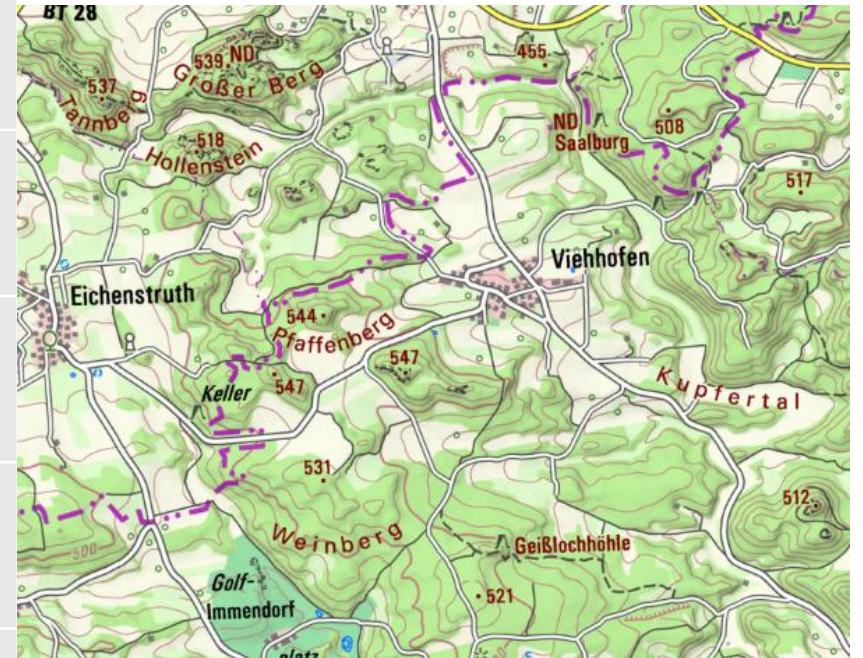 BT 28
539 ND
455
537
Großer Berg
Tannberg
508
ND
518
Saalburg
Hollenstein
517
Viehhofen
Eichenstruth
544
Pfaffenberg
547
547
Kupfertal
Keller
531
512
Weinberg
500
Geißlochhöhle
Golf-
Immendorf
521
platz